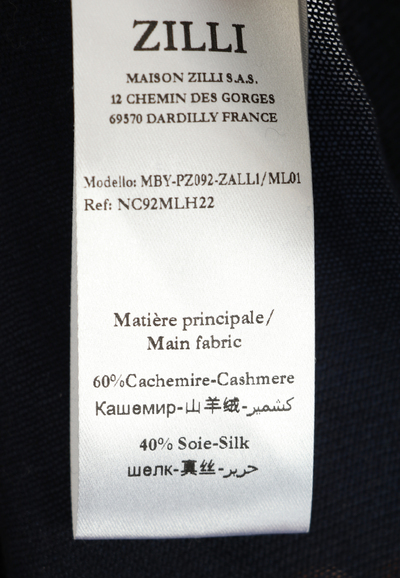 ZILLI
MAISON ZILLI S.A.S.
12 CHEMIN DES GORGES
69570 DARDILLY FRANCE
Modello: MBY-PZ092-ZALL1/ML01
Ref: NC92MLH22
Matière principale/
Main fabric
60%Cachemire-Cashmere
Кашемир-山羊绒-كشمير
40% Soie-Silk
шелк-真丝-حرير